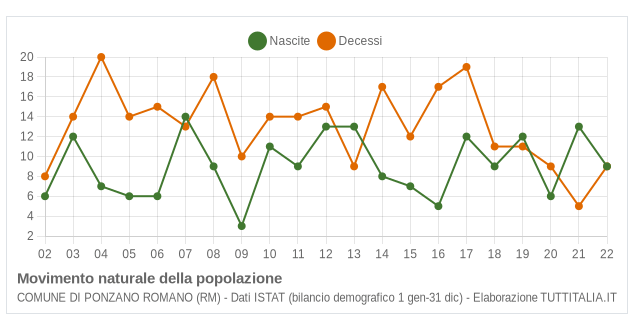 Nascite Decessi
20
18
16
14
12
10
8
6
4
2
02 03 04 05 06 07 08 09 10 11 12 13 14 15 16 17 18 19 20 21 22
Movimento naturale della popolazione
COMUNE DI PONZANO ROMANO (RM) - Dati ISTAT (bilancio demografico 1 gen-31 dic) - Elaborazione TUTTITALIA.IT